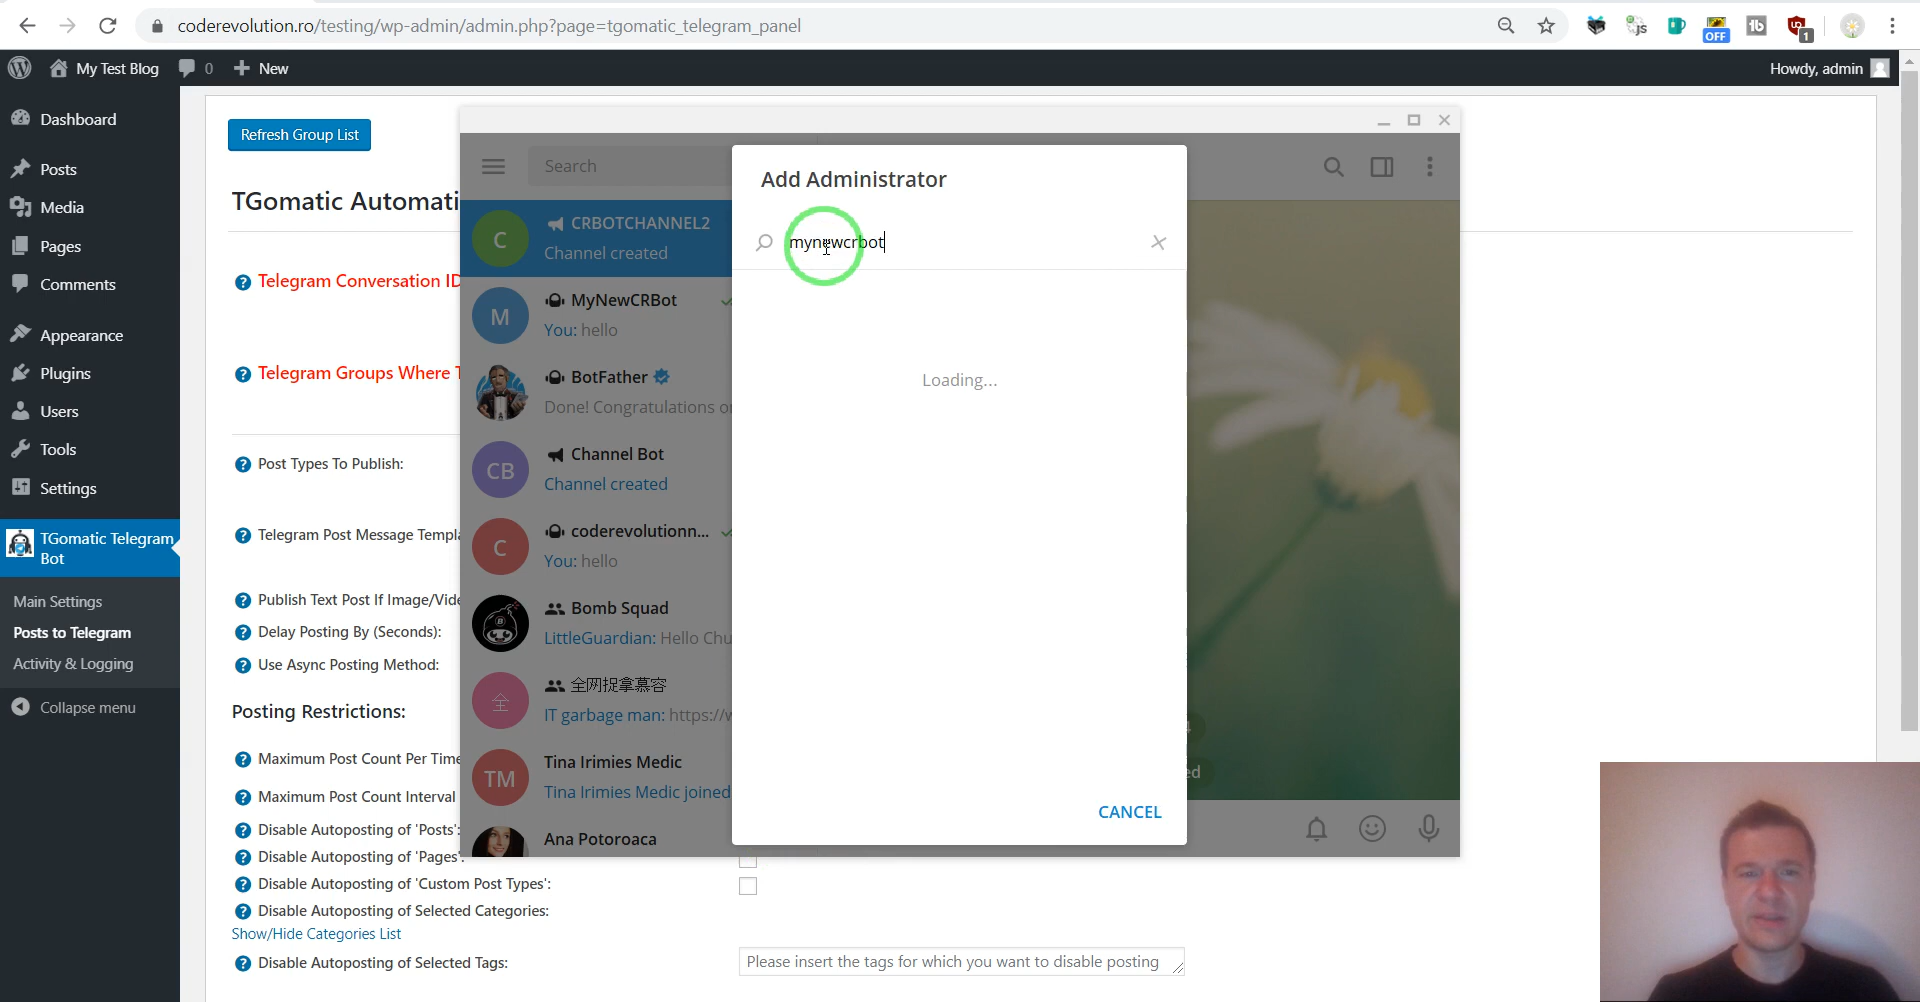 coderevolution.ro/testing/wp-admin/admin.php?page=tgomatic_telegram_panel
OFF
js
tb
1
My Test Blog
0
New
Howdy, admin
Dashboard
Posts
Media
Pages
Comments
Appearance
Plugins
Users
Tools
Settings
TGomatic Telegram
Bot
Main Settings
Posts to Telegram
Activity & Logging
Collapse menu
Refresh Group List
TGomatic Automati
Telegram Conversation ID
Telegram Groups Where T
Post Types To Publish:
Telegram Post Message Templa
Publish Text Post If Image/Vide
Delay Posting By (Seconds):
Use Async Posting Method:
Posting Restrictions:
Maximum Post Count Per Time
Maximum Post Count Interval
Disable Autoposting of 'Posts':
Disable Autoposting of 'Pages':
Disable Autoposting of 'Custom Post Types':
Disable Autoposting of Selected Categories:
Show/Hide Categories List
Disable Autoposting of Selected Tags:
Please insert the tags for which you want to disable posting
Search
C
CRBOTCHANNEL2
Channel created
M
MyNewCRBot
You: hello
BotFather
Done! Congratulations o
CB
Channel Bot
Channel created
C
coderevolutionn...
You: hello
Bomb Squad
LittleGuardian: Hello Chu
全
全网捉拿慕容
IT garbage man: https://w
TM
Tina Irimies Medic
Tina Irimies Medic joined
Ana Potoroaca
Add Administrator
mynewcrbot
Loading...
CANCEL
4
ed